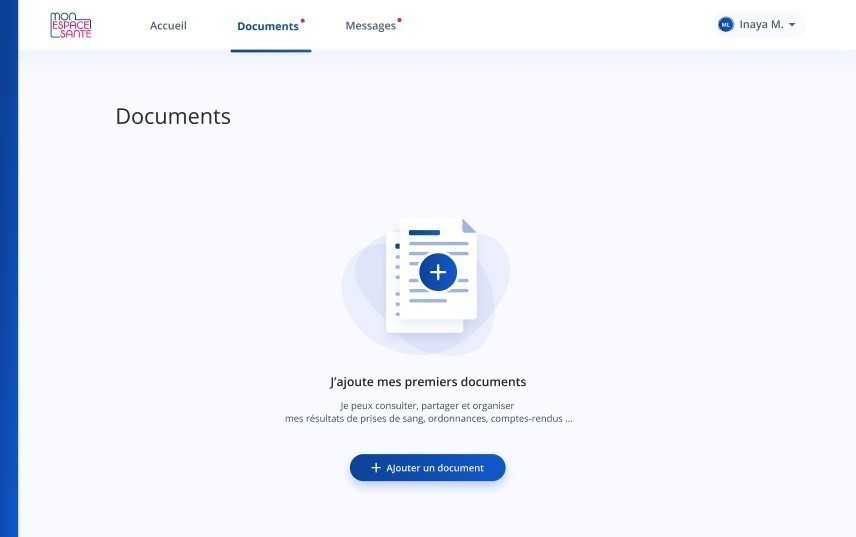 MON
ESPACE
SANTÉ
Accueil
Documents
Messages
ML
Inaya M.
Documents
J'ajoute mes premiers documents
Je peux consulter, partager et organiser
mes résultats de prises de sang, ordonnances, comptes-rendus ...
Ajouter un document